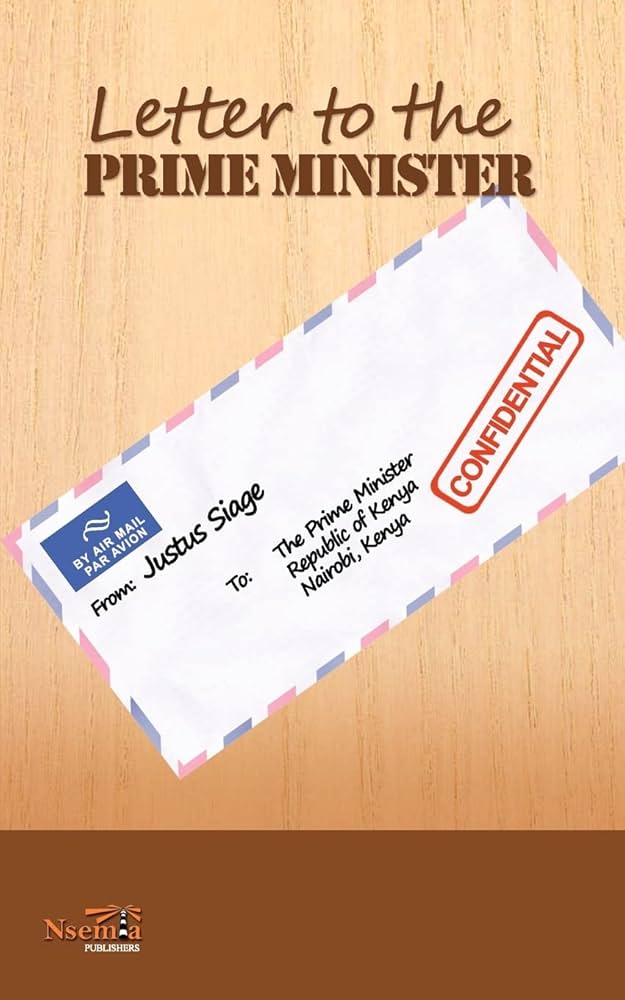 Letter to the
PRIME MINISTER
CONFIDENTIAL
BY AIR MAIL
PAR AVION
From: Justus Siage
To: The Prime Minister
Republic of Kenya
Nairobi, Kenya
Nsemia
PUBLISHERS